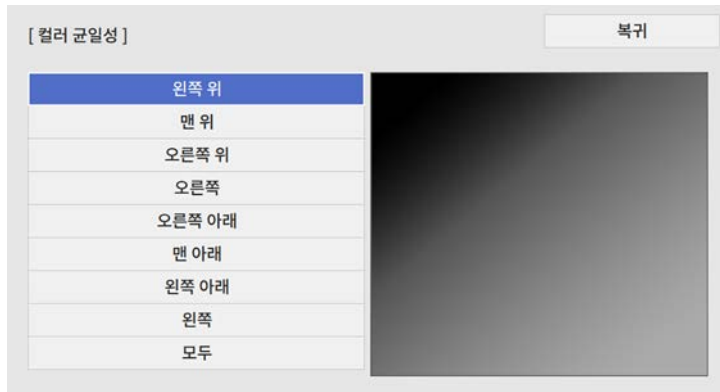 [ 컬러 균일성 ]
복귀
왼쪽 위
맨 위
오른쪽 위
오른쪽
오른쪽 아래
맨 아래
왼쪽 아래
왼쪽
모두